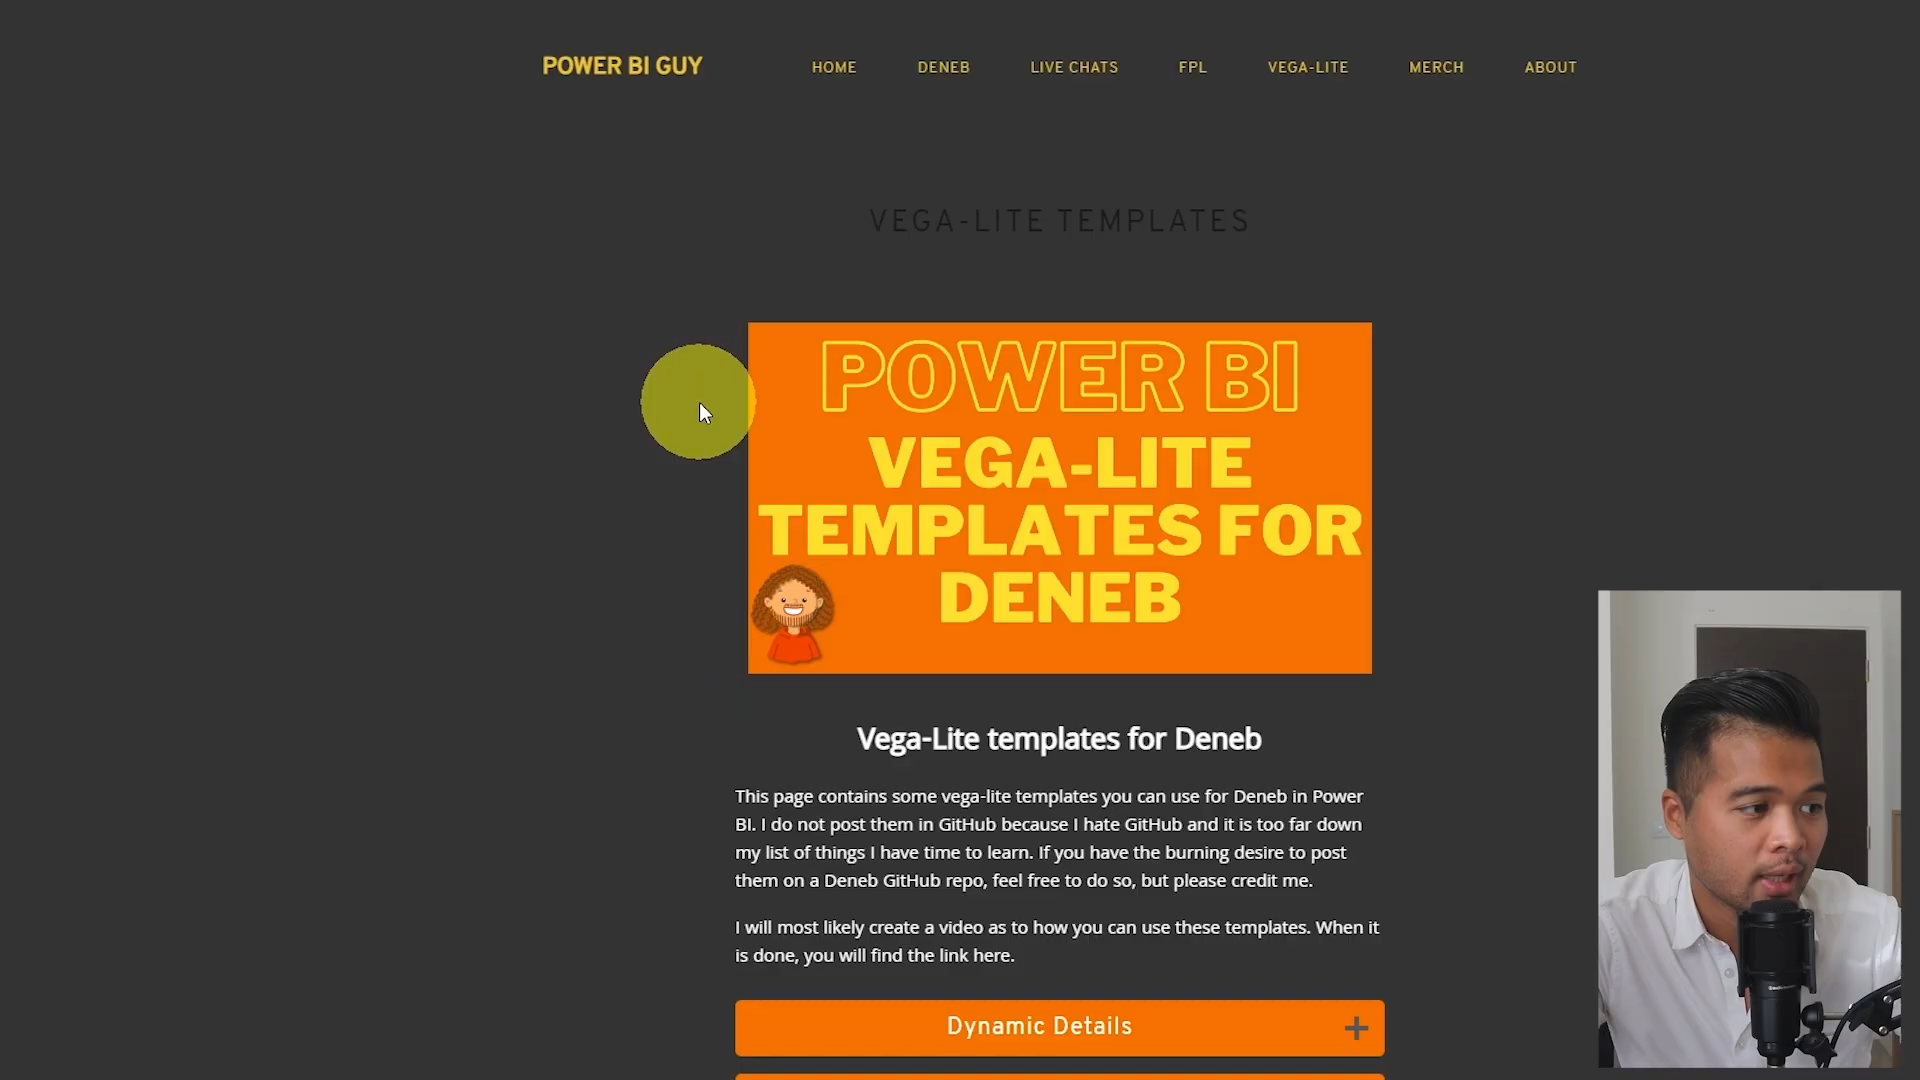 POWER BI GUY
HOME DENEB LIVE CHATS FPL VEGA-LITE MERCH ABOUT
VEGA-LITE TEMPLATES
POWER BI
VEGA-LITE
TEMPLATES FOR
DENEB
Vega-Lite templates for Deneb
This page contains some vega-lite templates you can use for Deneb in Power
BI. I do not post them in GitHub because I hate GitHub and it is too far down
my list of things I have time to learn. If you have the burning desire to post
them on a Deneb GitHub repo, feel free to do so, but please credit me.
I will most likely create a video as to how you can use these templates. When it
is done, you will find the link here.
Dynamic Details +